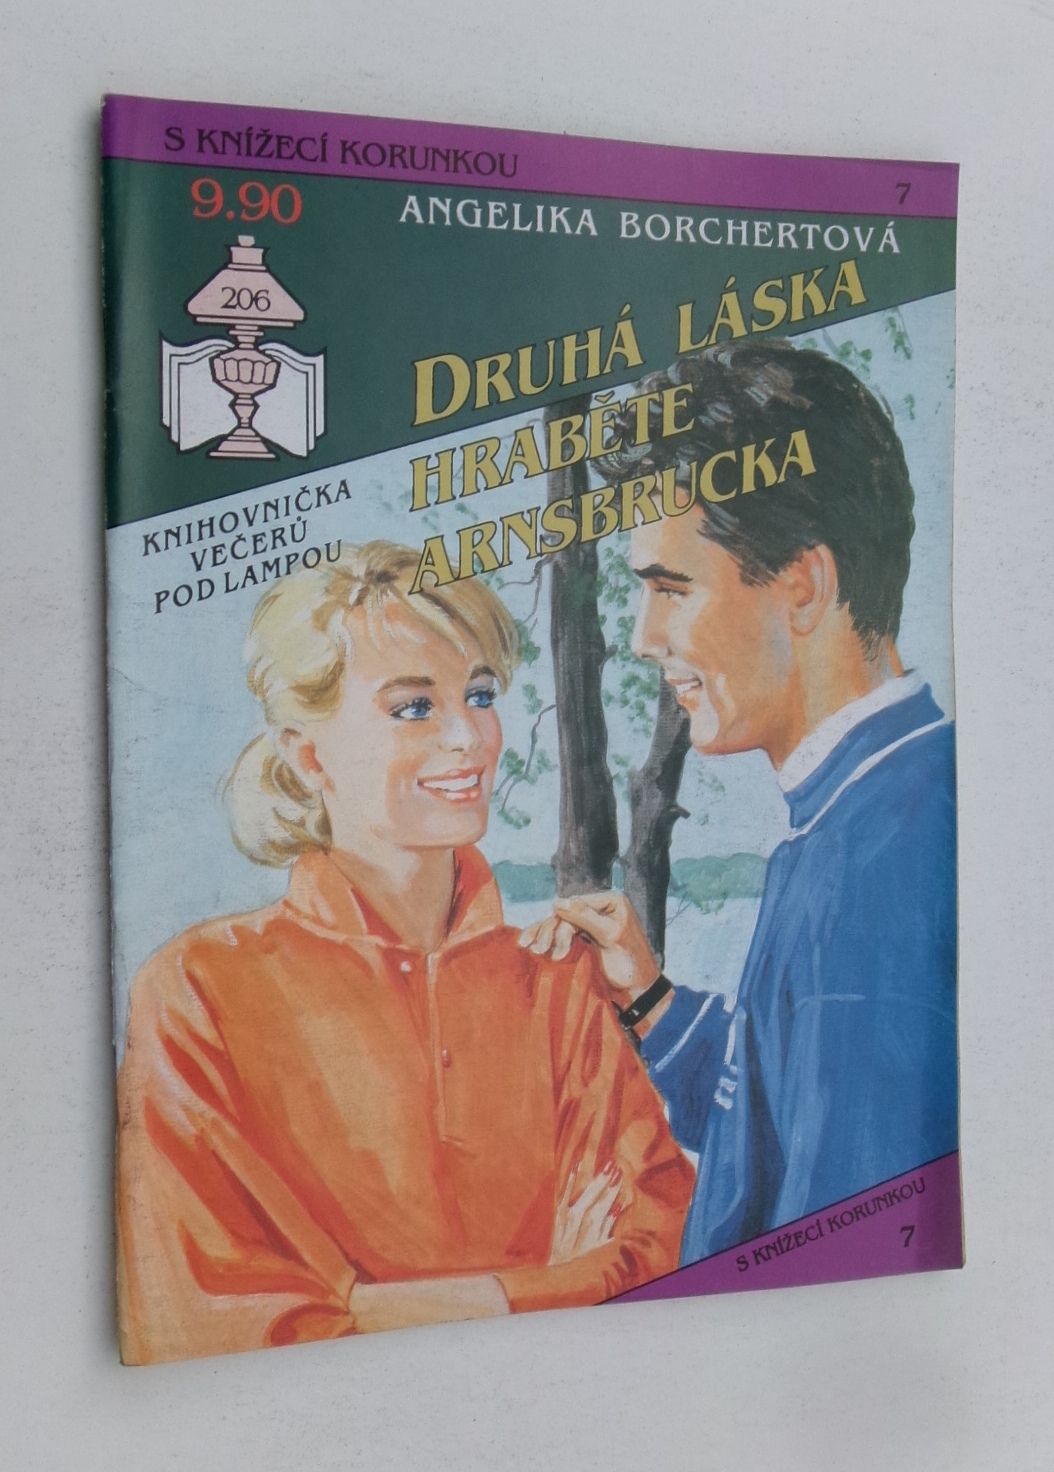 S KNÍŽECÍ KORUNKOU
7
9.90
ANGELIKA BORCHERTOVÁ
206
DRUHÁ LÁSKA
HRABĚTE
ARNSBRUCKA
KNIHOVNIČKA
VEČERŮ
POD LAMPOU
S KNÍŽECÍ KORUNKOU
7